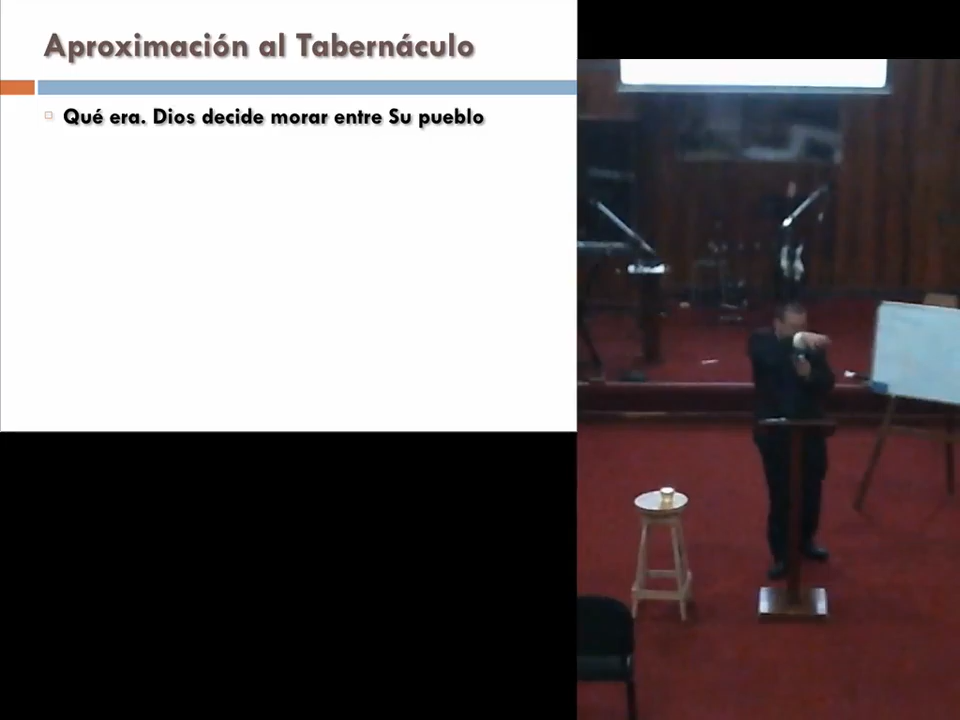 Aproximación al Tabernáculo
Qué era. Dios decide morar entre Su pueblo